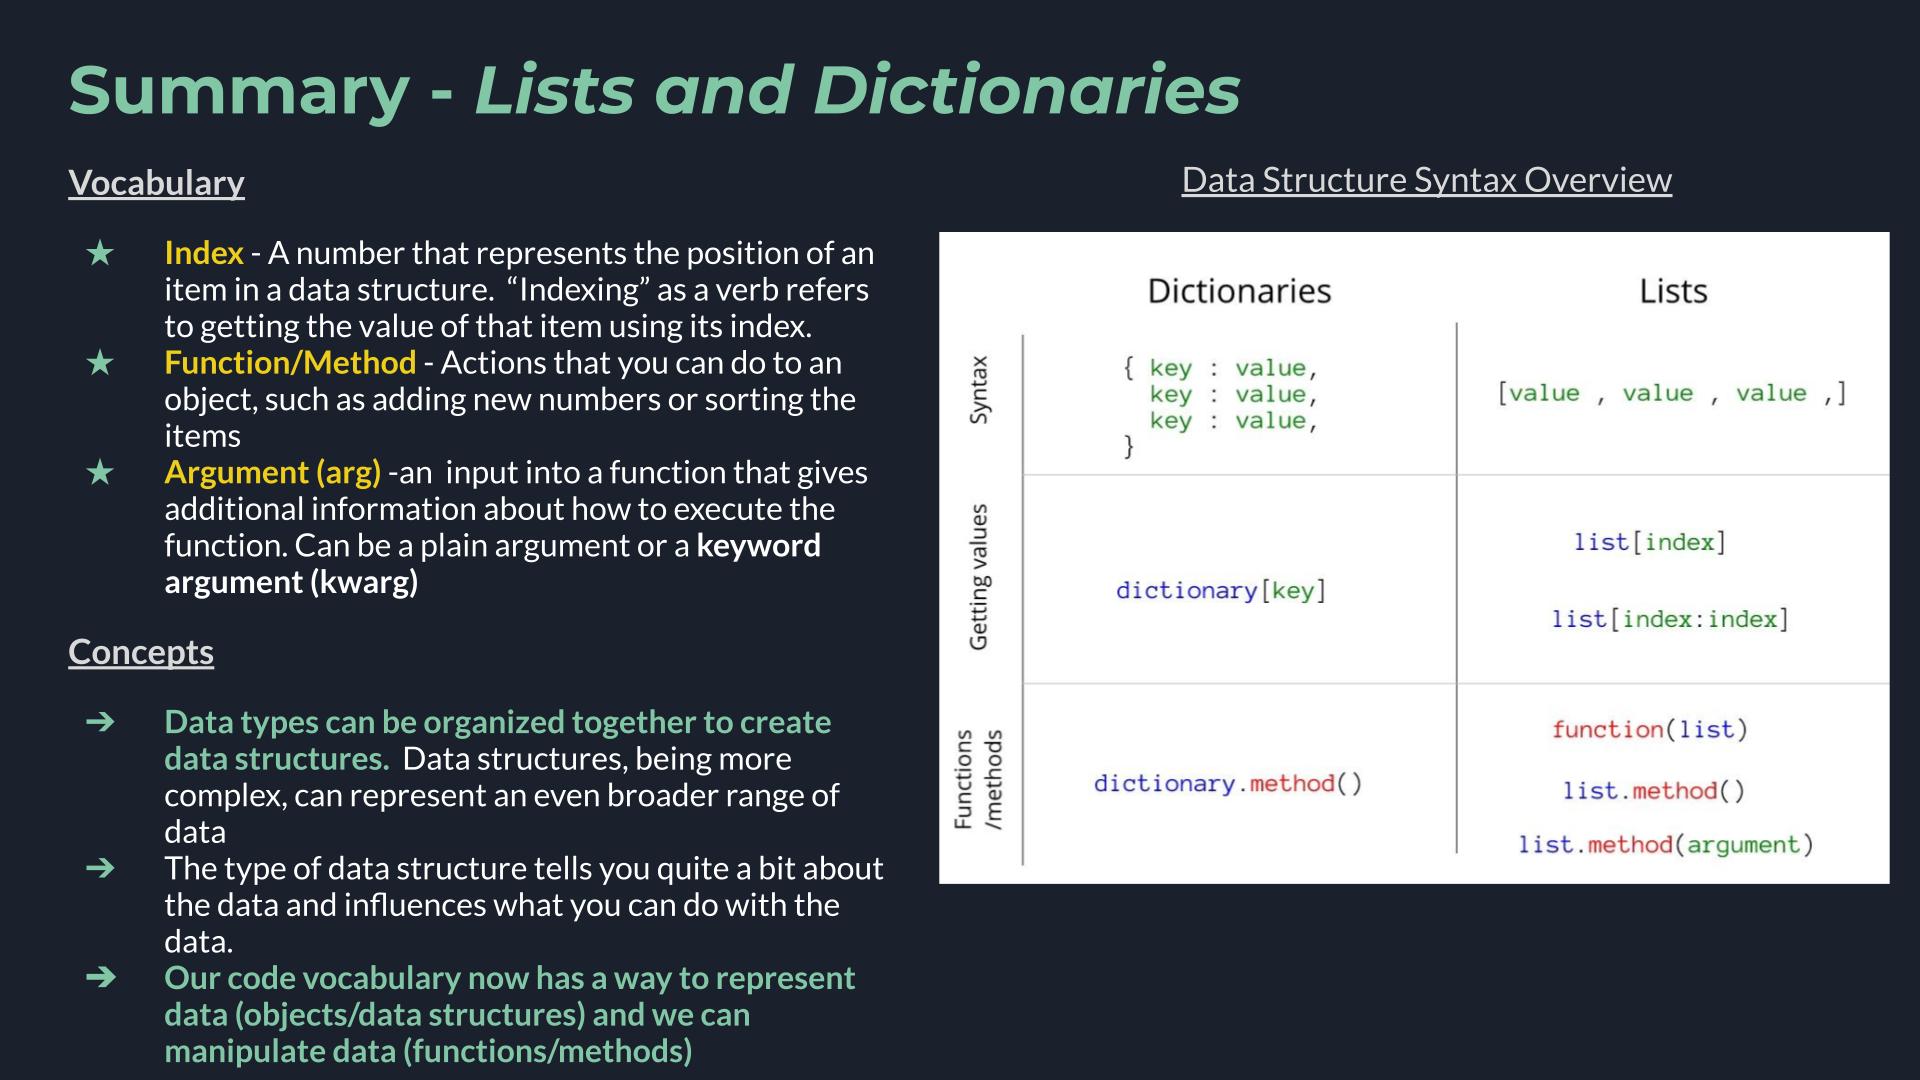 Summary - Lists and Dictionaries
Vocabulary
★ Index - A number that represents the position of an
item in a data structure.  “Indexing” as a verb refers
to getting the value of that item using its index.
★ Function/Method - Actions that you can do to an
object, such as adding new numbers or sorting the
items
★ Argument (arg) -an  input into a function that gives
additional information about how to execute the
function. Can be a plain argument or a keyword
argument (kwarg)
Concepts
➔ Data types can be organized together to create
data structures.  Data structures, being more
complex, can represent an even broader range of
data
➔ The type of data structure tells you quite a bit about
the data and influences what you can do with the
data.
➔ Our code vocabulary now has a way to represent
data (objects/data structures) and we can
manipulate data (functions/methods)
Data Structure Syntax Overview
Dictionaries
Lists
Syntax
{ key : value,
key : value,
key : value,
}
[value , value , value ,]
Getting values
dictionary[key]
list[index]
list[index:index]
Functions
/methods
dictionary.method()
function(list)
list.method()
list.method(argument)